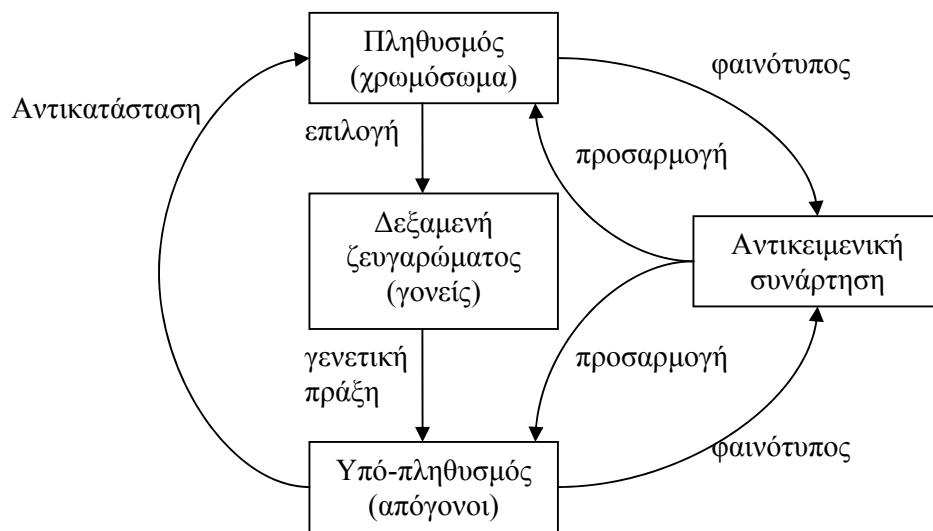 Πληθυσμός
(χρωμόσωμα)
φαινότυπος
Αντικατάσταση
επιλογή
προσαρμογή
Δεξαμενή
ζευγαρώματος
(γονείς)
Αντικειμενική
συνάρτηση
γενετική
πράξη
προσαρμογή
Υπό-πληθυσμός
(απόγονοι)
φαινότυπος